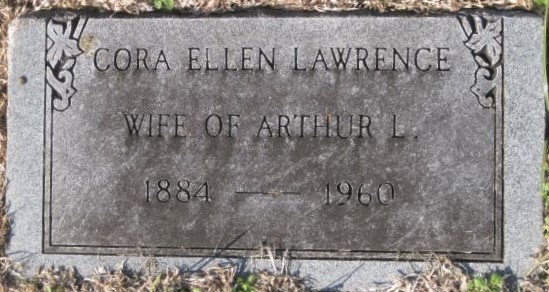 CORA ELLEN LAWRENCE
WIFE OF ARTHUR L.
1884 — 1960